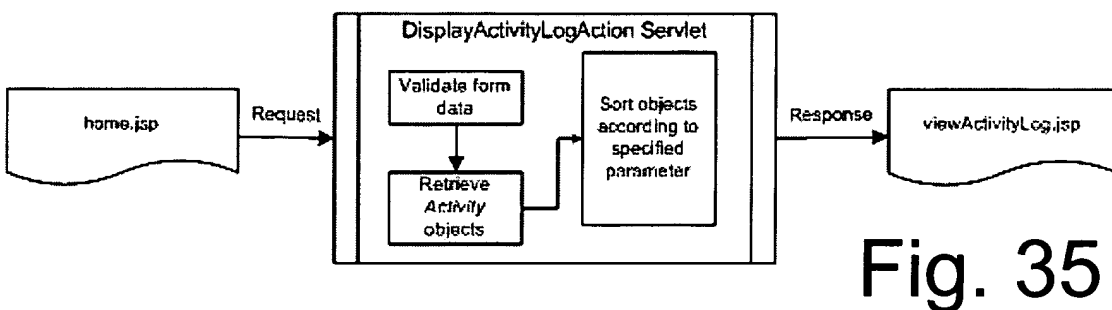 DisplayActivityLogAction Servlet
home.jsp
Request
Validate form
data
Retrieve
Activity
objects
Sort objects
according to
specified
parameter
Response
viewActivityLog.jsp
Fig. 35